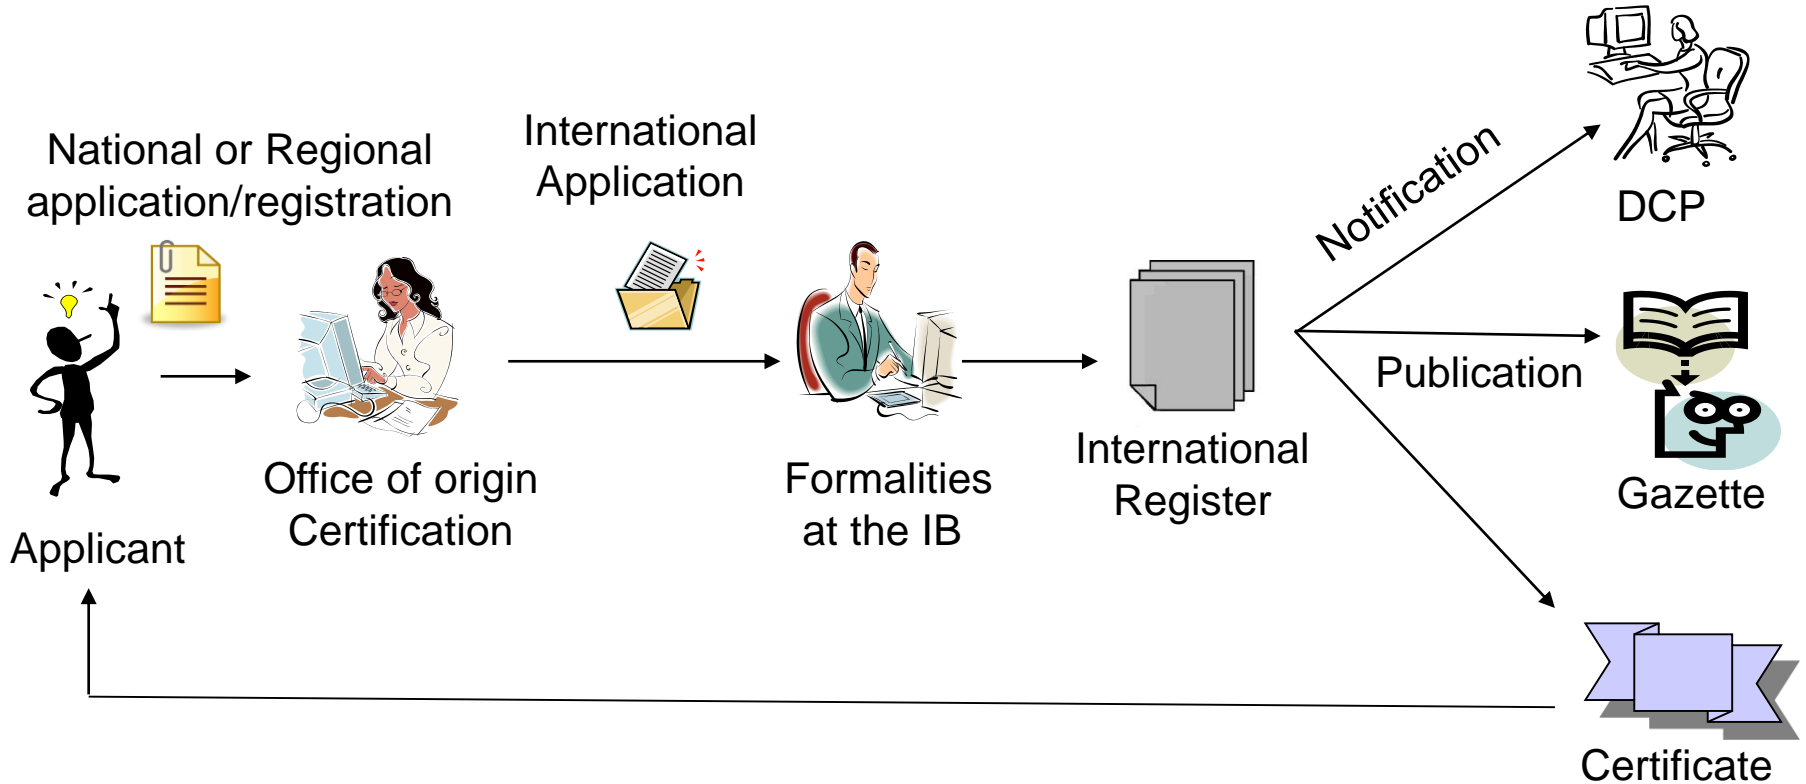 National or Regional
application/registration
International
Application
Notification
DCP
Publication
Gazette
International
Register
Office of origin
Certification
Formalities
at the IB
Applicant
Certificate